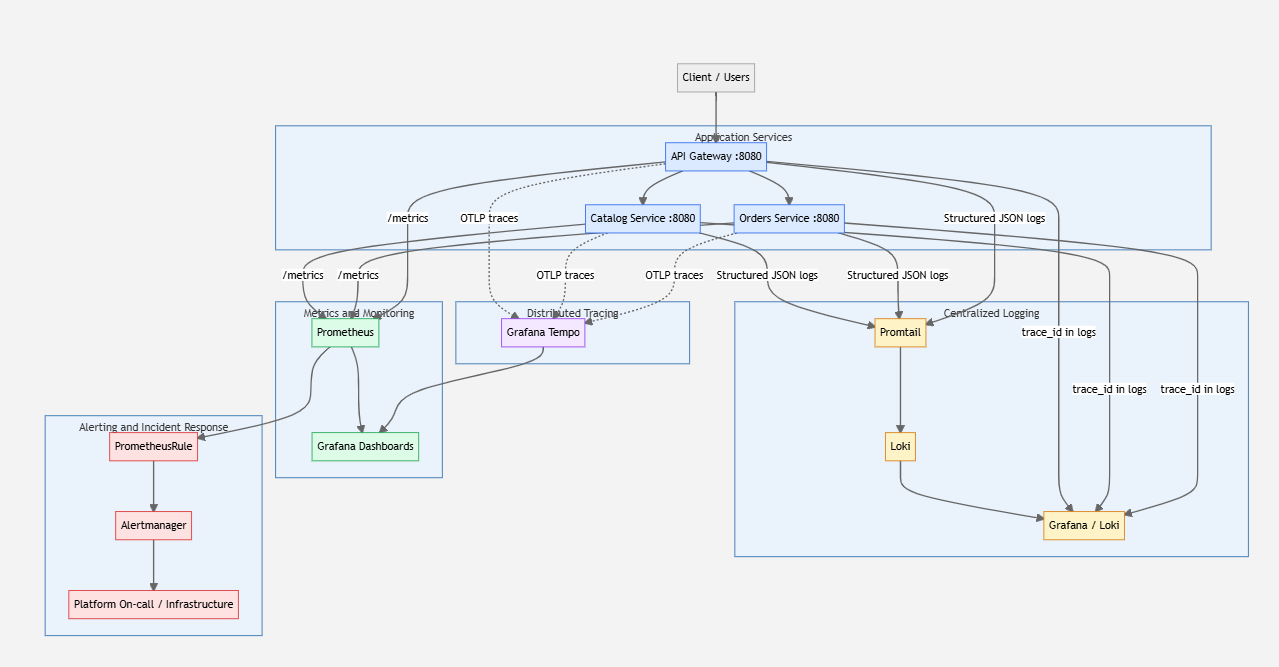 Client / Users
Application Services
API Gateway :8080
/metrics
OTLP traces
Catalog Service :8080
Orders Service :8080
Structured JSON logs
/metrics
/metrics
OTLP traces
OTLP traces
Structured JSON logs
Structured JSON logs
Metrics and Monitoring
Distributed Tracing
Centralized Logging
Prometheus
Grafana Tempo
Promtail
trace_id in logs
trace_id in logs
trace_id in logs
Alerting and Incident Response
PrometheusRule
Grafana Dashboards
Loki
Alertmanager
Grafana / Loki
Platform On-call / Infrastructure